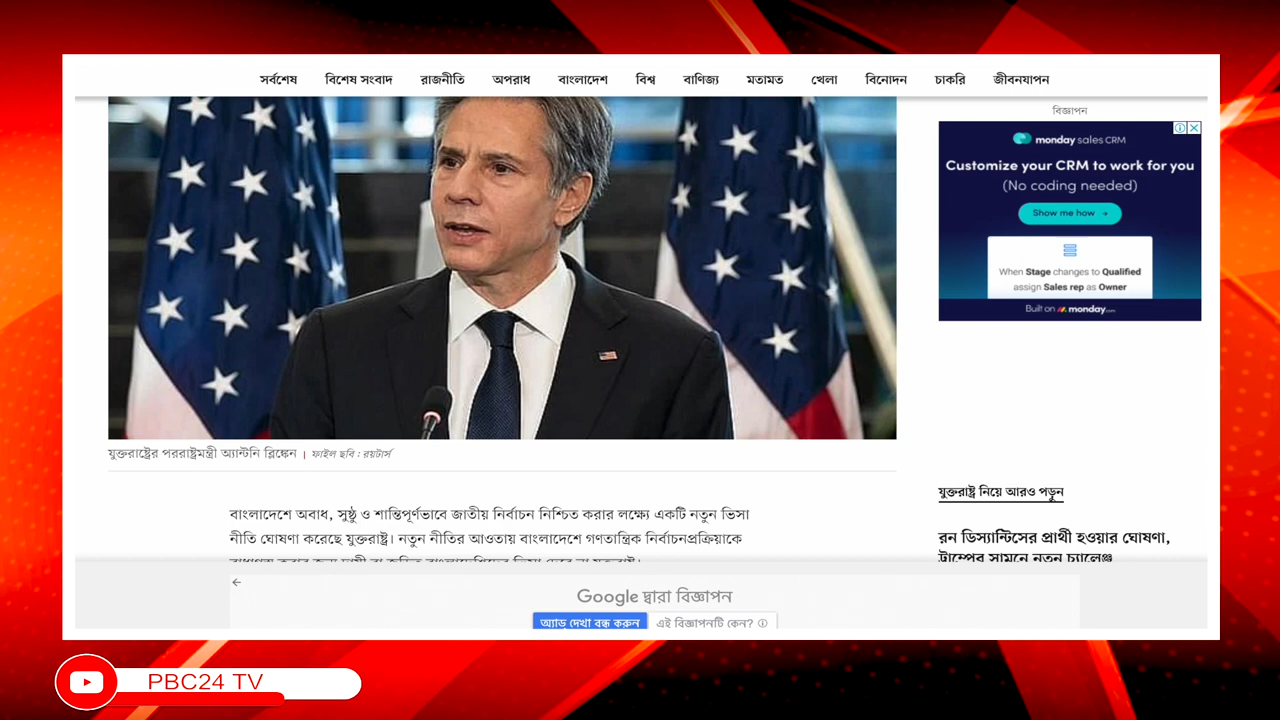 সর্বশেষ বিশেষ সংবাদ রাজনীতি অপরাধ বাংলাদেশ বিশ্ব বাণিজ্য মতামত খেলা বিনোদন চাকরি জীবনযাপন
বিজ্ঞাপন
monday sales CRM
Customize your CRM to work for you
(No coding needed)
Show me how →
When Stage changes to Qualified
assign Sales rep as Owner
Built on monday.com
যুক্তরাষ্ট্রের পররাষ্ট্রমন্ত্রী অ্যান্টনি ব্লিঙ্কেন | ফাইল ছবি : রয়টার্স
বাংলাদেশে অবাধ, সুষ্ঠু ও শান্তিপূর্ণভাবে জাতীয় নির্বাচন নিশ্চিত করার লক্ষ্যে একটি নতুন ভিসা
নীতি ঘোষণা করেছে যুক্তরাষ্ট্র। নতুন নীতির আওতায় বাংলাদেশে গণতান্ত্রিক নির্বাচনপ্রক্রিয়াকে
যুক্তরাষ্ট্র নিয়ে আরও পড়ুন
রন ডিস্যান্টিসের প্রার্থী হওয়ার ঘোষণা,
ট্রাম্পের সামনে নতুন চ্যালেঞ্জ
Google দ্বারা বিজ্ঞাপন
অ্যাড দেখা বন্ধ করুন এই বিজ্ঞাপনটি কেন?
PBC24 TV